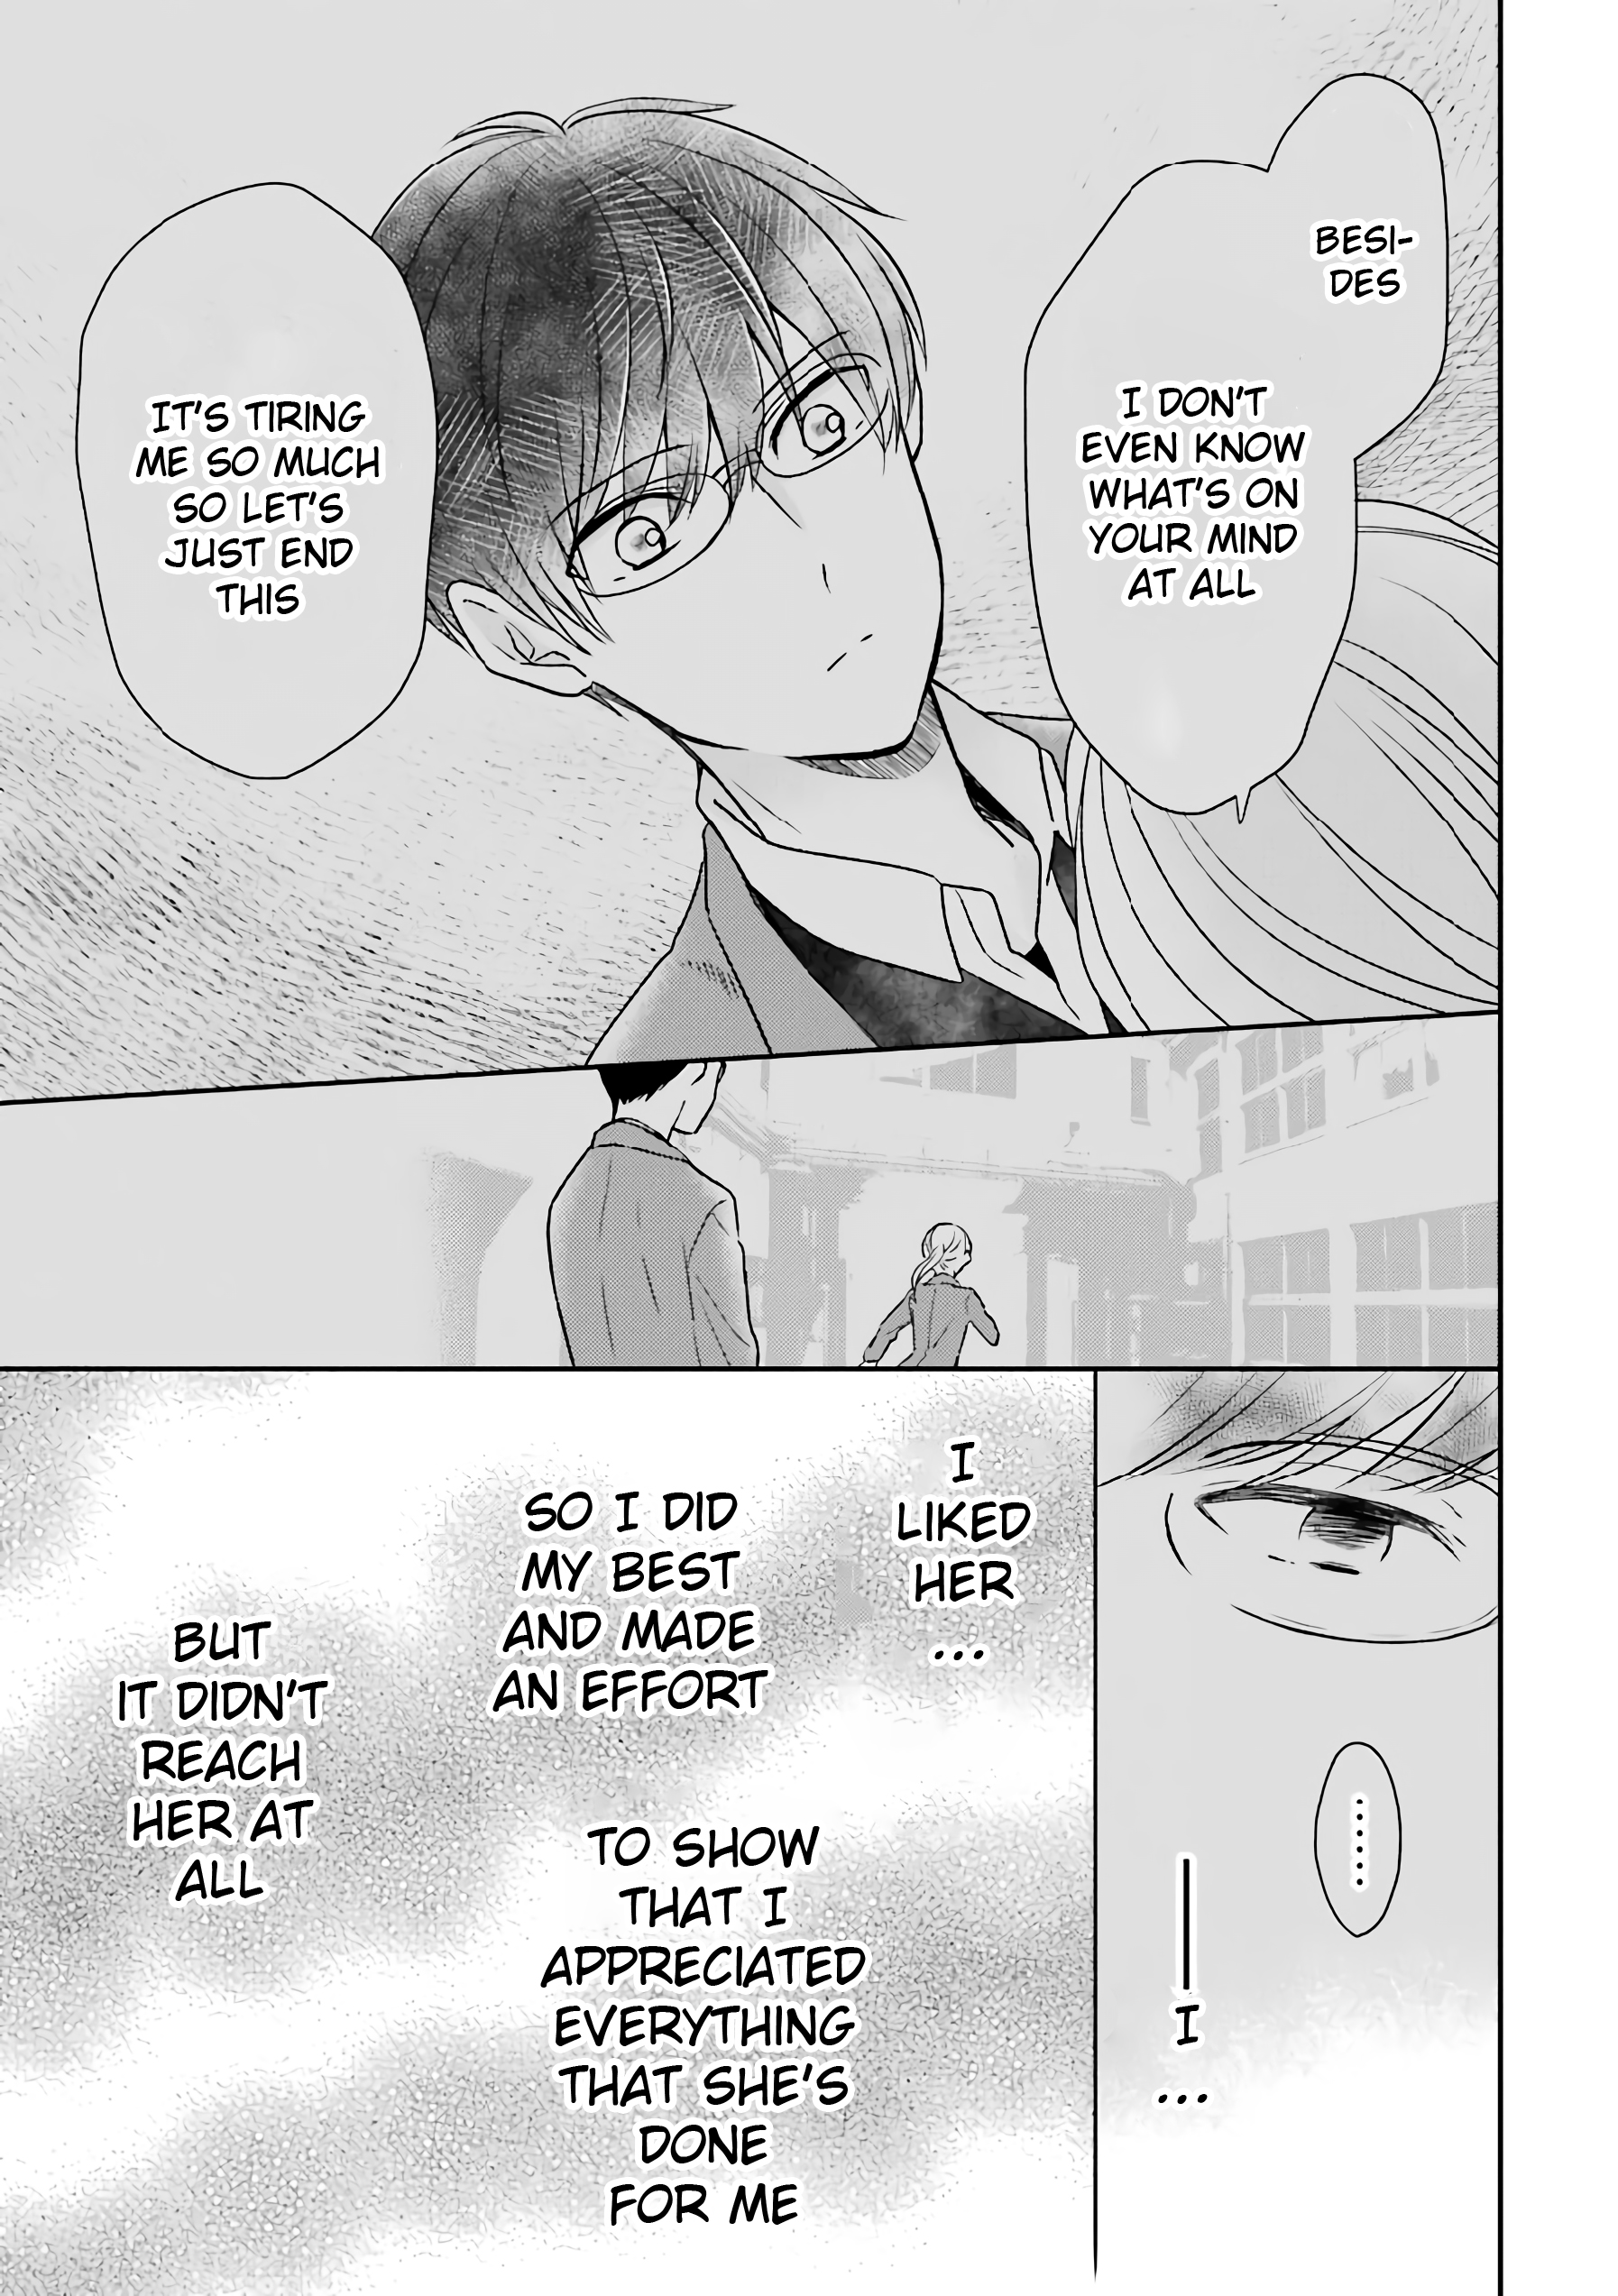 BESI-
DES
I DON'T
EVEN KNOW
WHAT'S ON
YOUR MIND
AT ALL
IT'S TIRING
ME SO MUCH
SO LET'S
JUST END
THIS
......
— I
...
I
LIKED
HER
...
SO I DID
MY BEST
AND MADE
AN EFFORT
TO SHOW
THAT I
APPRECIATED
EVERYTHING
THAT SHE'S
DONE
FOR ME
BUT
IT DIDN'T
REACH
HER AT
ALL